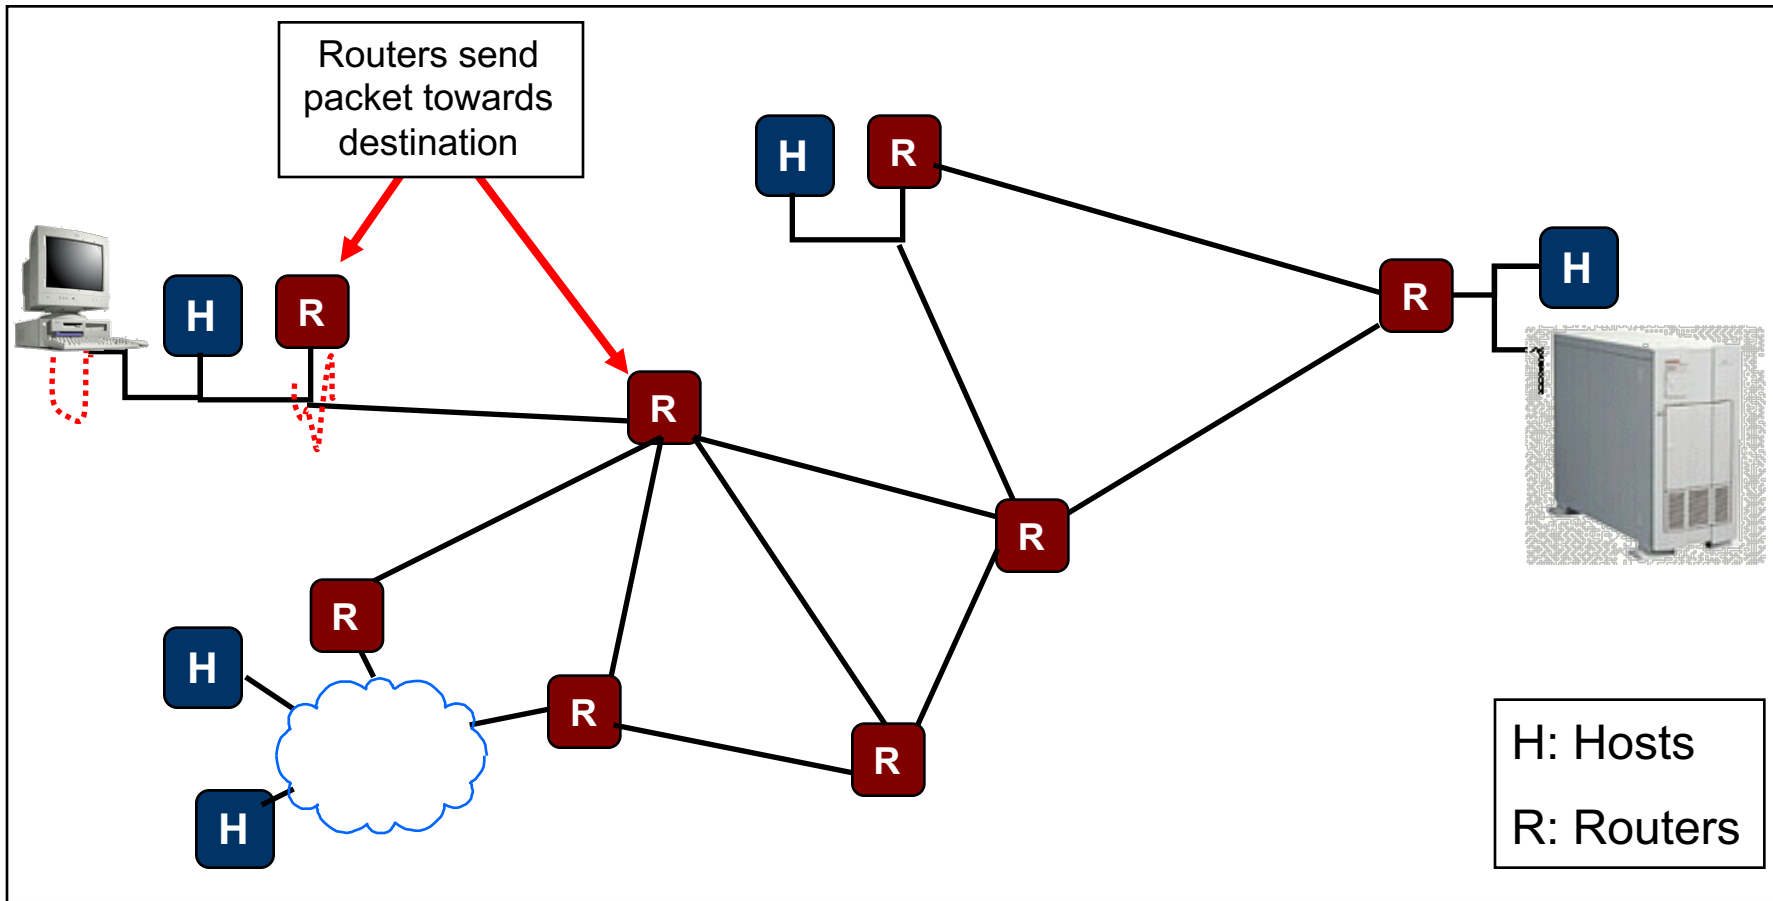 Routers send
packet towards
destination
H
R
H
H
R
R
R
R
R
H
R
H
R
H: Hosts
R: Routers